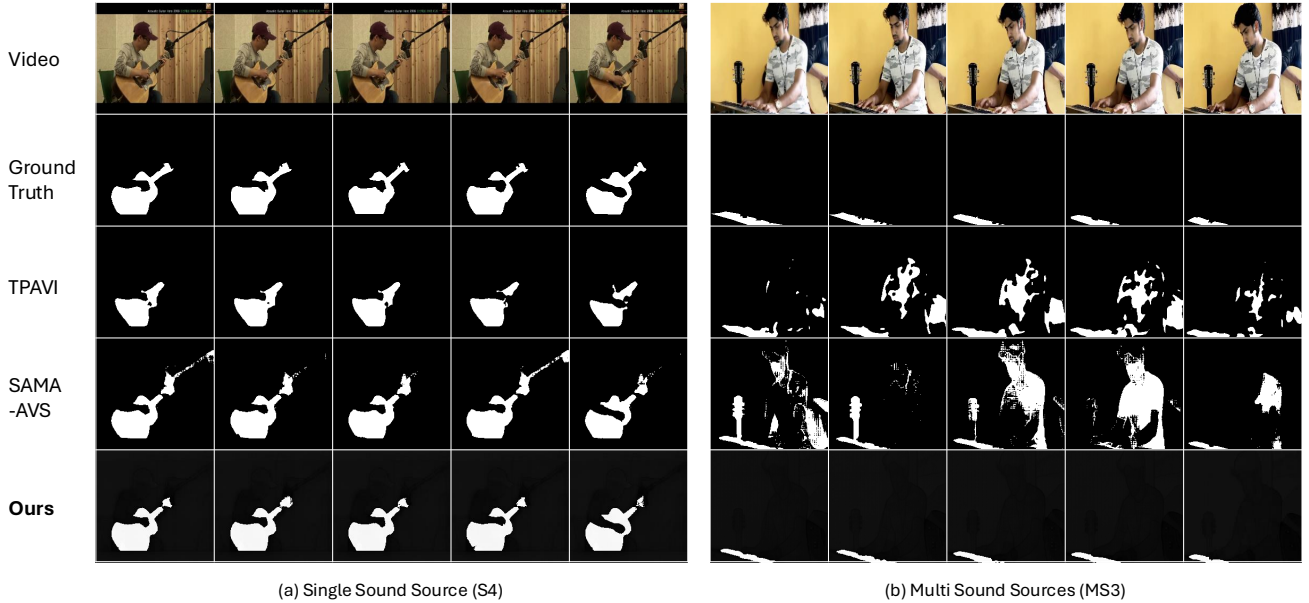 Video
Ground
Truth
TPAVI
SAMA
-AVS
Ours
(a) Single Sound Source (S4)
(b) Multi Sound Sources (MS3)